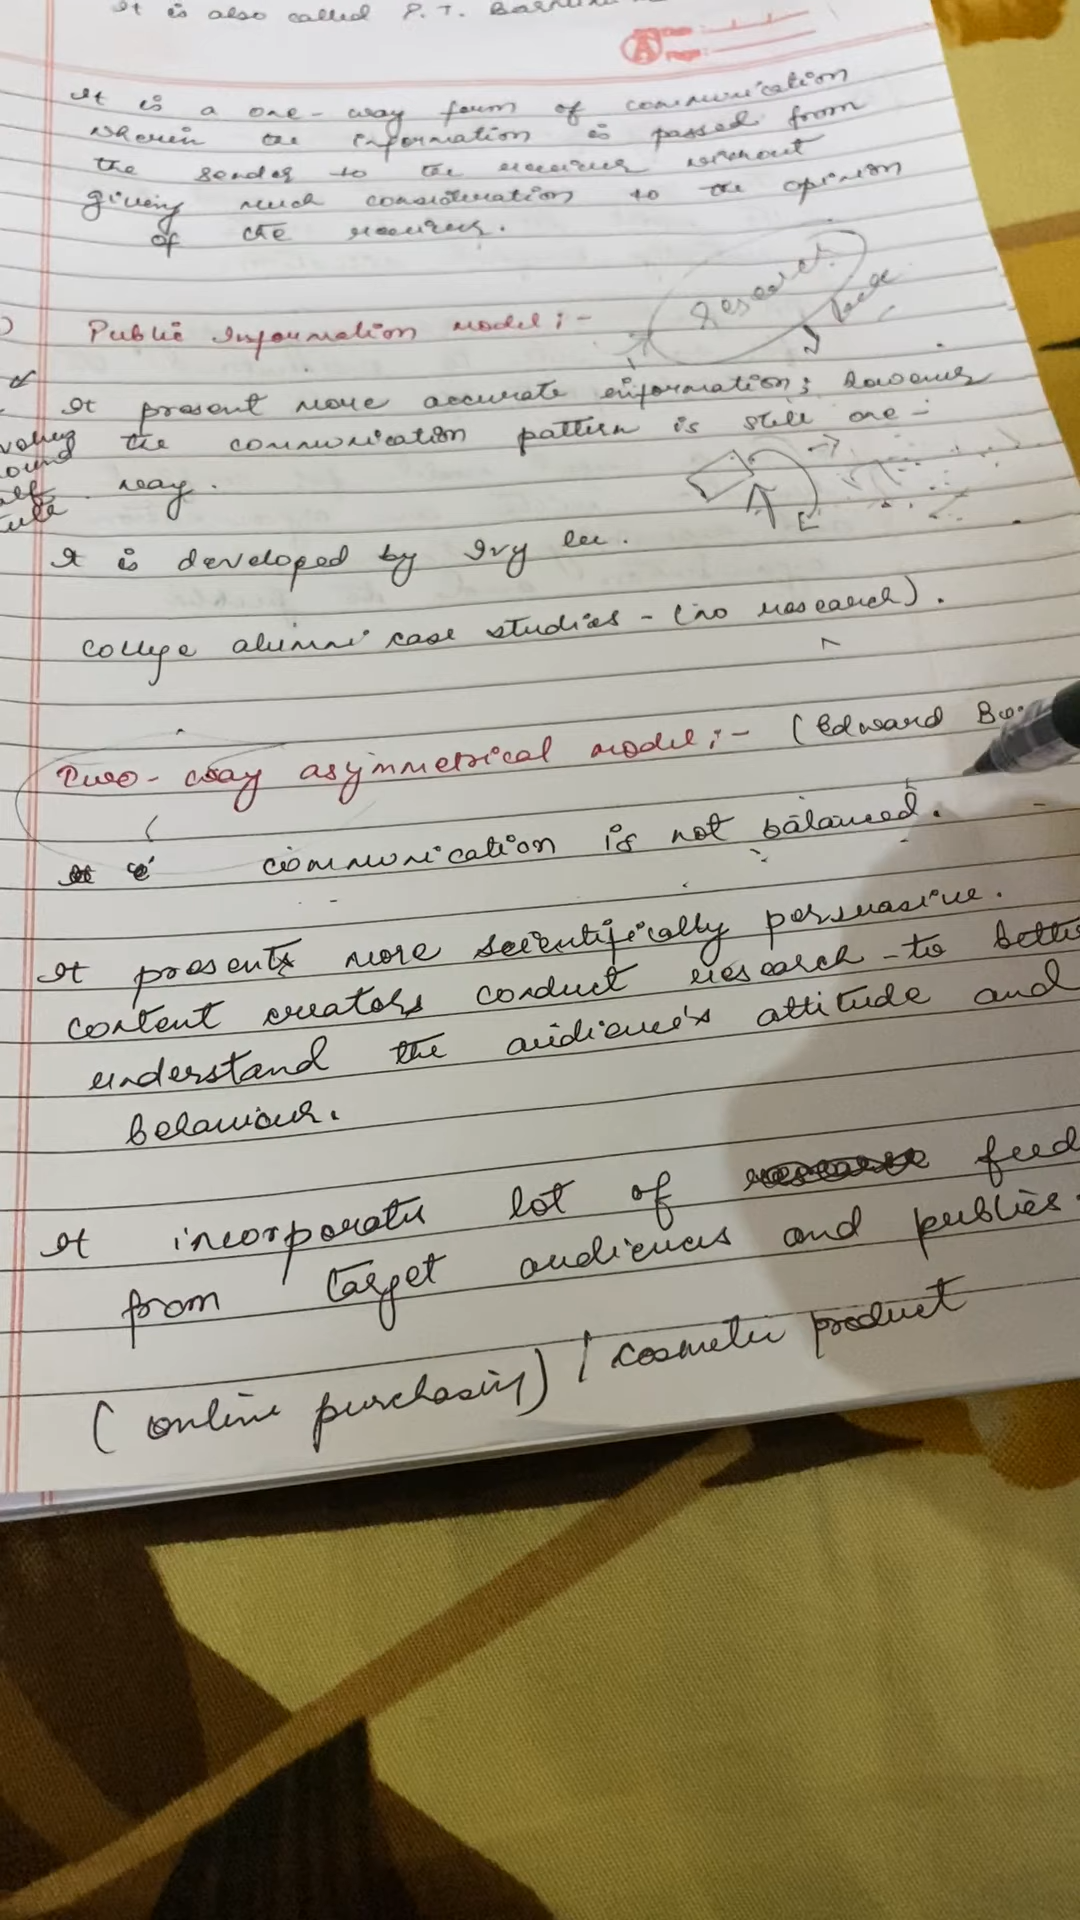 It is also called P. T. Barnum
Date :
Page :
It is a one-way form of communication
wherein the information is passed from
the sender to the receiver without
giving much consideration to the opinion
of the receivers.
Research
Public Information model :-
It present more accurate information; however
the communication pattern is still one-
way.
It is developed by Ivy lee.
College alumni case studies - (no research).
Two-way asymmetrical model :- (Edward
communication is not balanced.
It presents more scientifically persuasive.
content creators conduct research to
understand the audience's attitude and
behaviour.
It incorporates lot of feed
from target audiences and publics.
(online purchasing) / cosmetic product